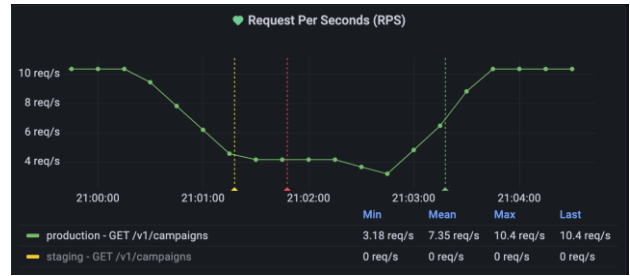 Request Per Seconds (RPS)
10 req/s
8 req/s
6 req/s
4 req/s
21:00:00 21:01:00 21:02:00 21:03:00 21:04:00
Min Mean Max Last
production - GET /v1/campaigns 3.18 req/s 7.35 req/s 10.4 req/s 10.4 req/s
staging - GET /v1/campaigns 0 req/s 0 req/s 0 req/s 0 req/s